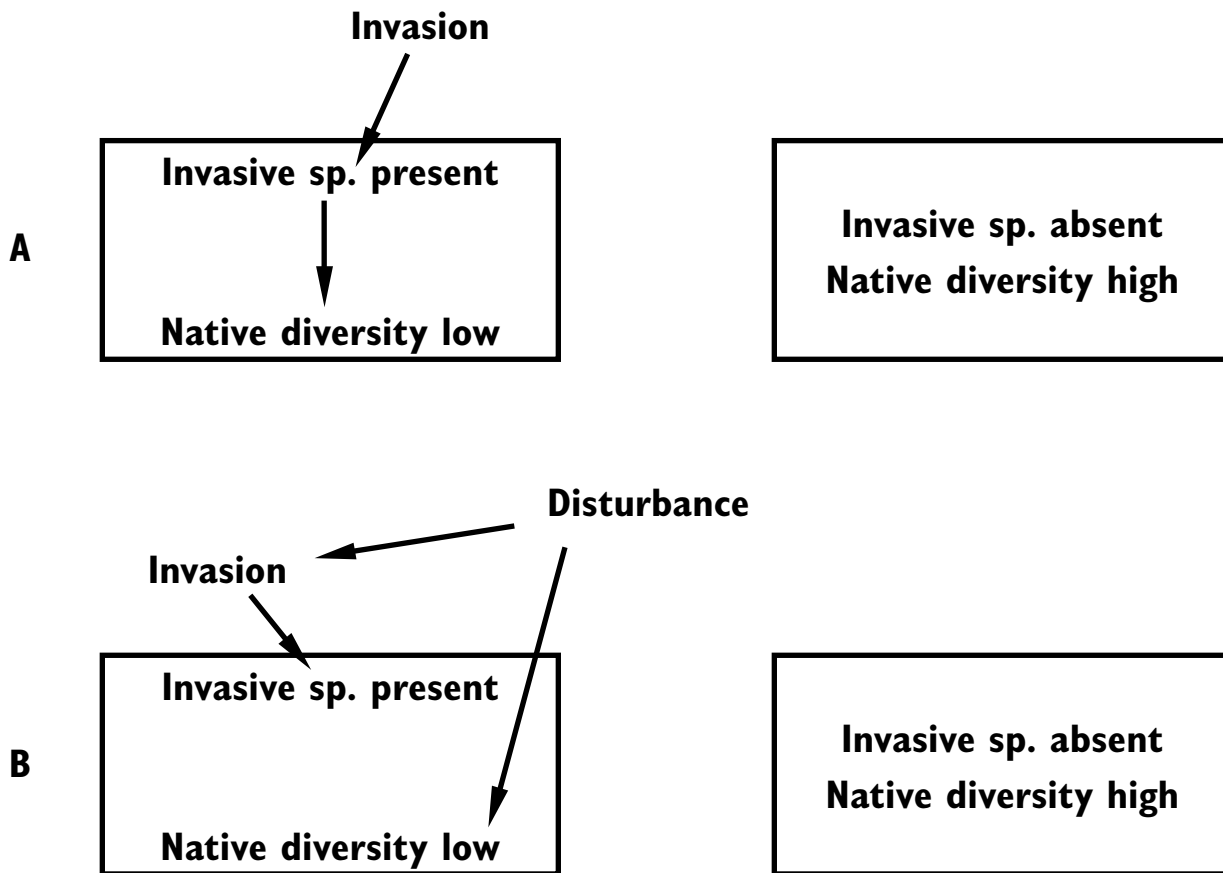 Invasion
A
Invasive sp. present
Native diversity low
Invasive sp. absent
Native diversity high
Disturbance
Invasion
B
Invasive sp. present
Native diversity low
Invasive sp. absent
Native diversity high